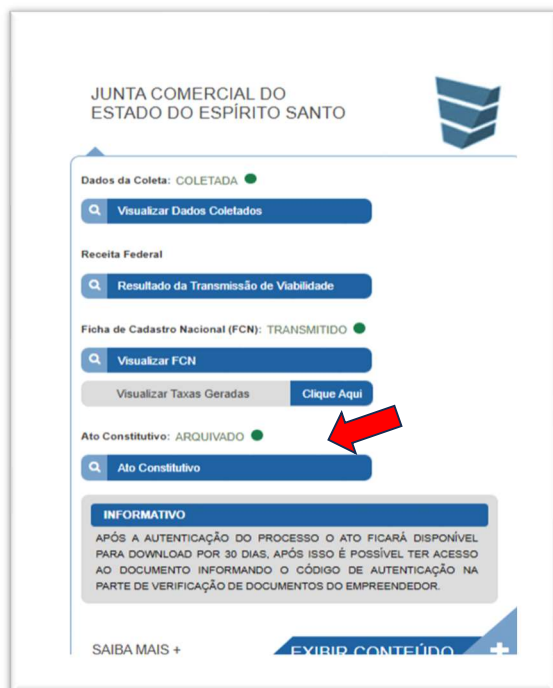 JUNTA COMERCIAL DO
ESTADO DO ESPÍRITO SANTO
Dados da Coleta: COLETADA
Visualizar Dados Coletados
Receita Federal
Resultado da Transmissão de Viabilidade
Ficha de Cadastro Nacional (FCN): TRANSMITIDO
Visualizar FCN
Visualizar Taxas Geradas Clique Aqui
Ato Constitutivo: ARQUIVADO
Ato Constitutivo
INFORMATIVO
APÓS A AUTENTICAÇÃO DO PROCESSO O ATO FICARÁ DISPONÍVEL
PARA DOWNLOAD POR 30 DIAS, APÓS ISSO É POSSÍVEL TER ACESSO
AO DOCUMENTO INFORMANDO O CÓDIGO DE AUTENTICAÇÃO NA
PARTE DE VERIFICAÇÃO DE DOCUMENTOS DO EMPREENDEDOR.
SAIBA MAIS + EXIBIR CONTEÚDO +